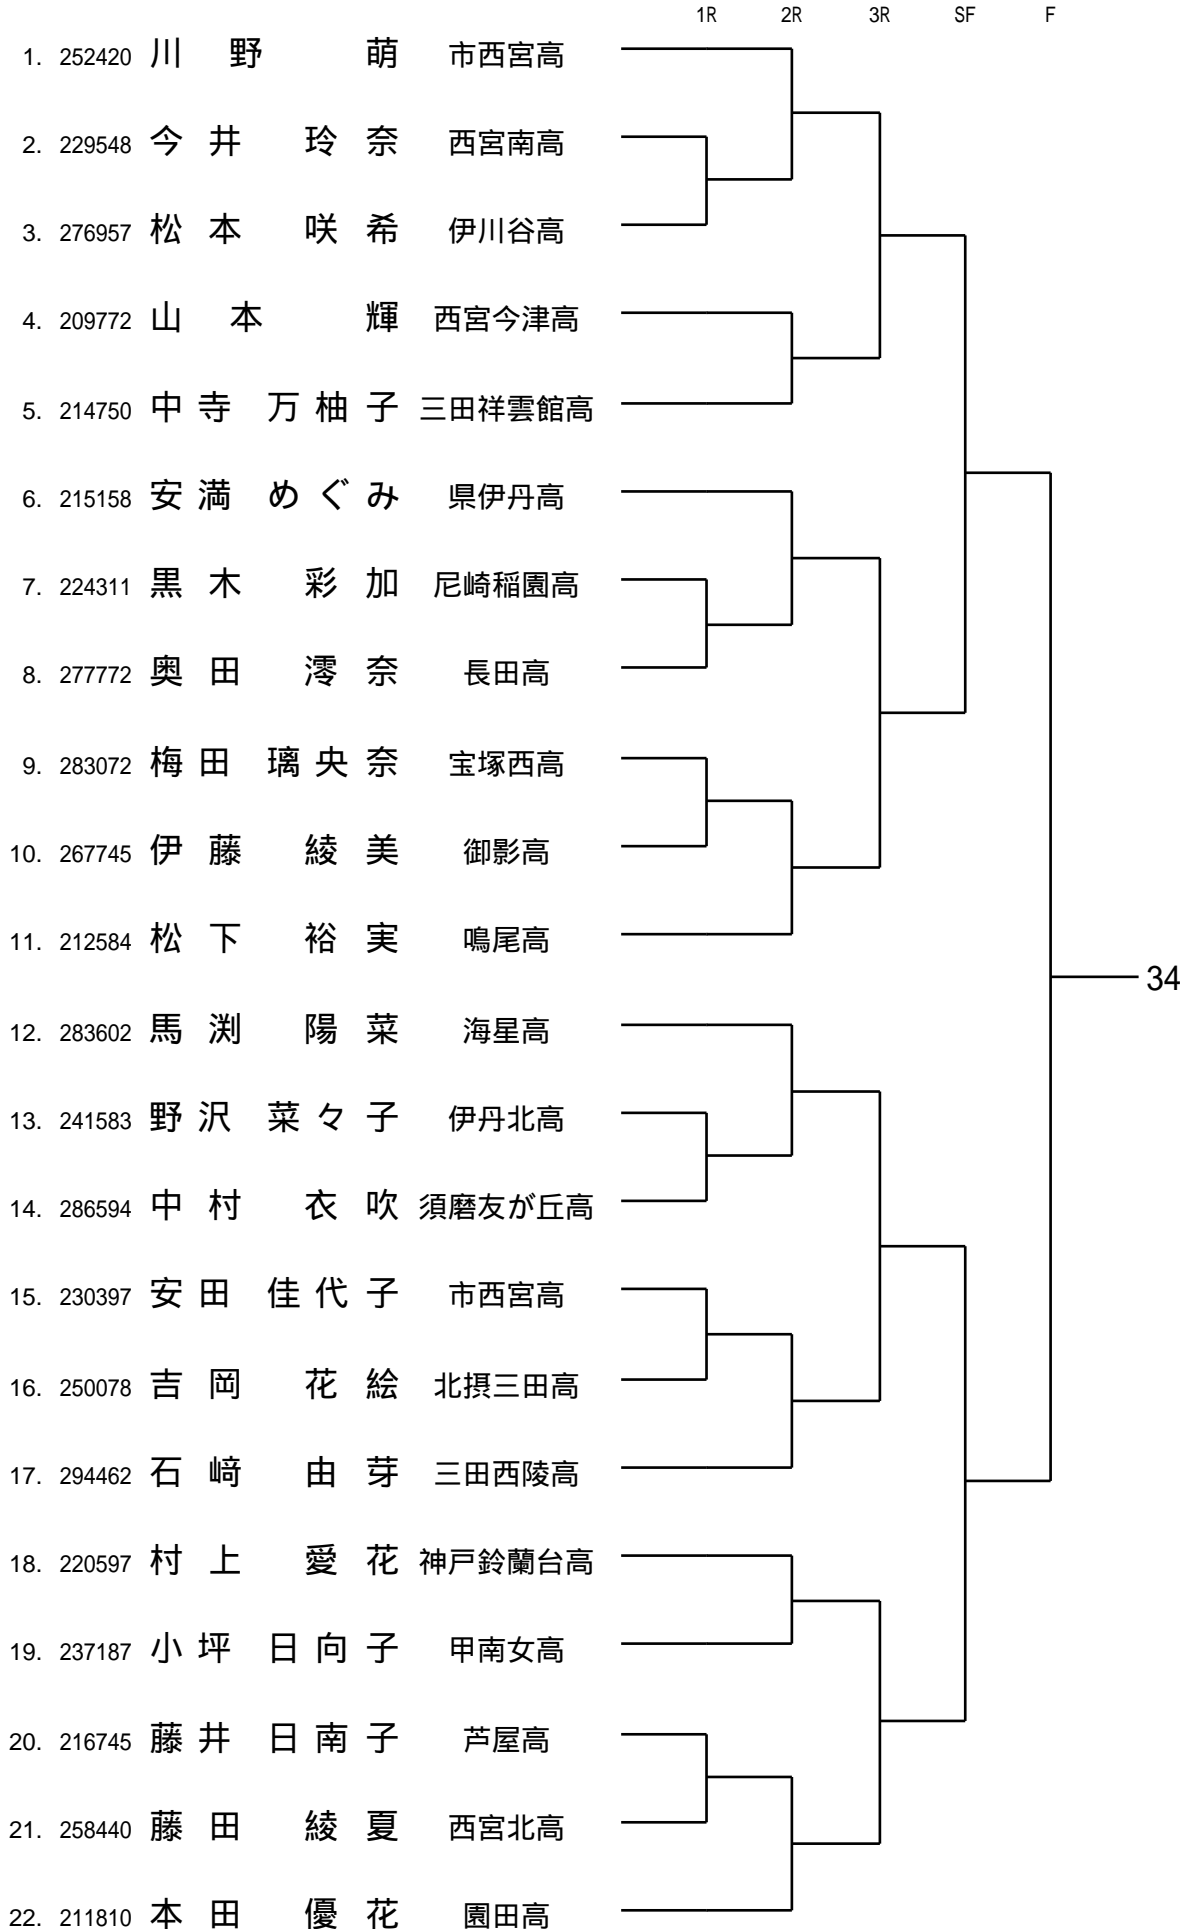 1R 2R 3R SF F
1. 252420 川野 萌 市西宮高
2. 229548 今井 玲奈 西宮南高
3. 276957 松本 咲希 伊川谷高
4. 209772 山本 輝 西宮今津高
5. 214750 中寺 万柚子 三田祥雲館高
6. 215158 安満 めぐみ 県伊丹高
7. 224311 黒木 彩加 尼崎稲園高
8. 277772 奥田 澪奈 長田高
9. 283072 梅田 璃央奈 宝塚西高
10. 267745 伊藤 綾美 御影高
11. 212584 松下 裕実 鳴尾高
34
12. 283602 馬渕 陽菜 海星高
13. 241583 野沢 菜々子 伊丹北高
14. 286594 中村 衣吹 須磨友が丘高
15. 230397 安田 佳代子 市西宮高
16. 250078 吉岡 花絵 北摂三田高
17. 294462 石﨑 由芽 三田西陵高
18. 220597 村上 愛花 神戸鈴蘭台高
19. 237187 小坪 日向子 甲南女高
20. 216745 藤井 日南子 芦屋高
21. 258440 藤田 綾夏 西宮北高
22. 211810 本田 優花 園田高